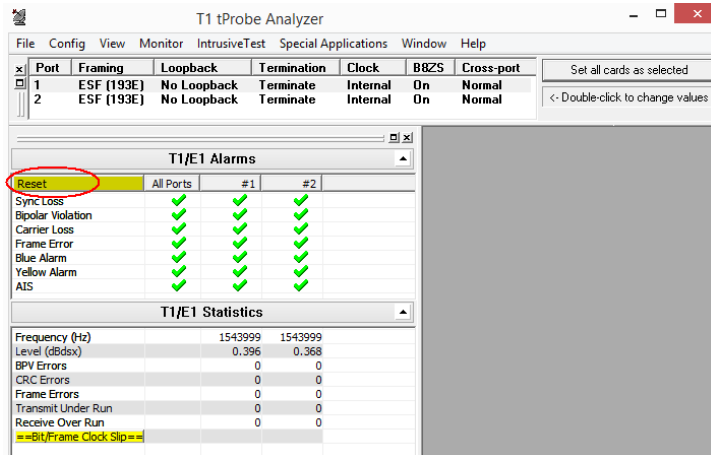 T1 tProbe Analyzer
File Config View Monitor IntrusiveTest Special Applications Window Help
Port Framing Loopback Termination Clock B8ZS Cross-port
1 ESF (193E) No Loopback Terminate Internal On Normal
2 ESF (193E) No Loopback Terminate Internal On Normal
Set all cards as selected
<- Double-click to change values
T1/E1 Alarms
Reset All Ports #1 #2
Sync Loss
Bipolar Violation
Carrier Loss
Frame Error
Blue Alarm
Yellow Alarm
AIS
T1/E1 Statistics
Frequency (Hz) 1543999 1543999
Level (dBdsx) 0.396 0.368
BPV Errors 0 0
CRC Errors 0 0
Frame Errors 0 0
Transmit Under Run 0 0
Receive Over Run 0 0
==Bit/Frame Clock Slip==